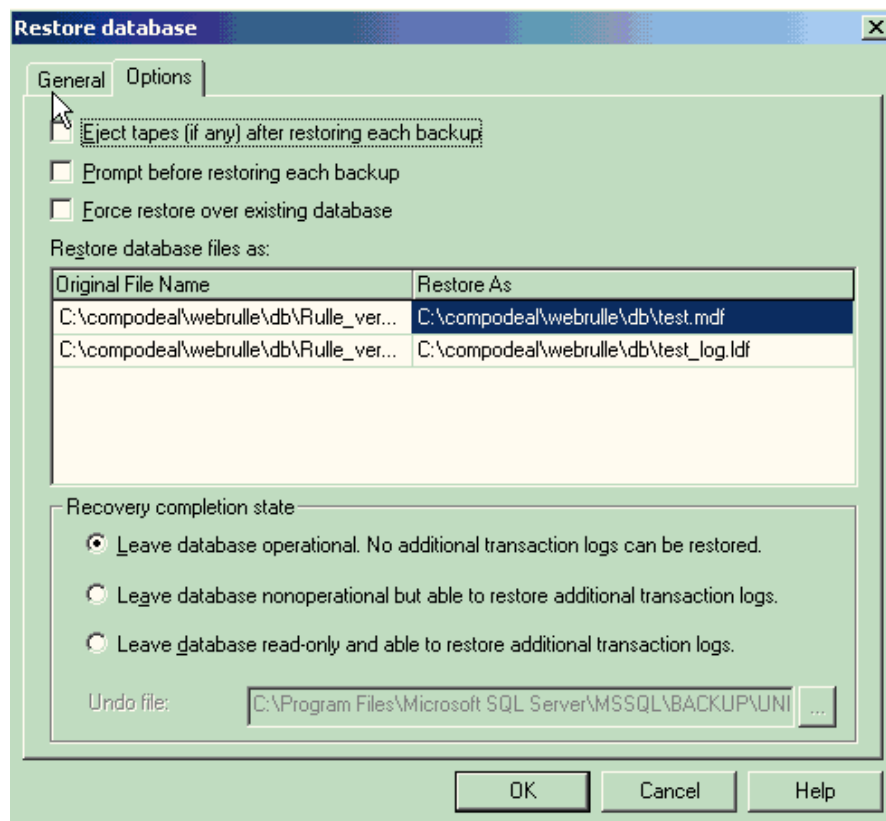 Restore database
General Options
Eject tapes (if any) after restoring each backup
Prompt before restoring each backup
Force restore over existing database
Restore database files as:
Original File Name Restore As
C:\compodeal\webrulle\db\Rulle_ver... C:\compodeal\webrulle\db\test.mdf
C:\compodeal\webrulle\db\Rulle_ver... C:\compodeal\webrulle\db\test_log.ldf
Recovery completion state
Leave database operational. No additional transaction logs can be restored.
Leave database nonoperational but able to restore additional transaction logs.
Leave database read-only and able to restore additional transaction logs.
Undo file: C:\Program Files\Microsoft SQL Server\MSSQL\BACKUP\UNI ...
OK Cancel Help